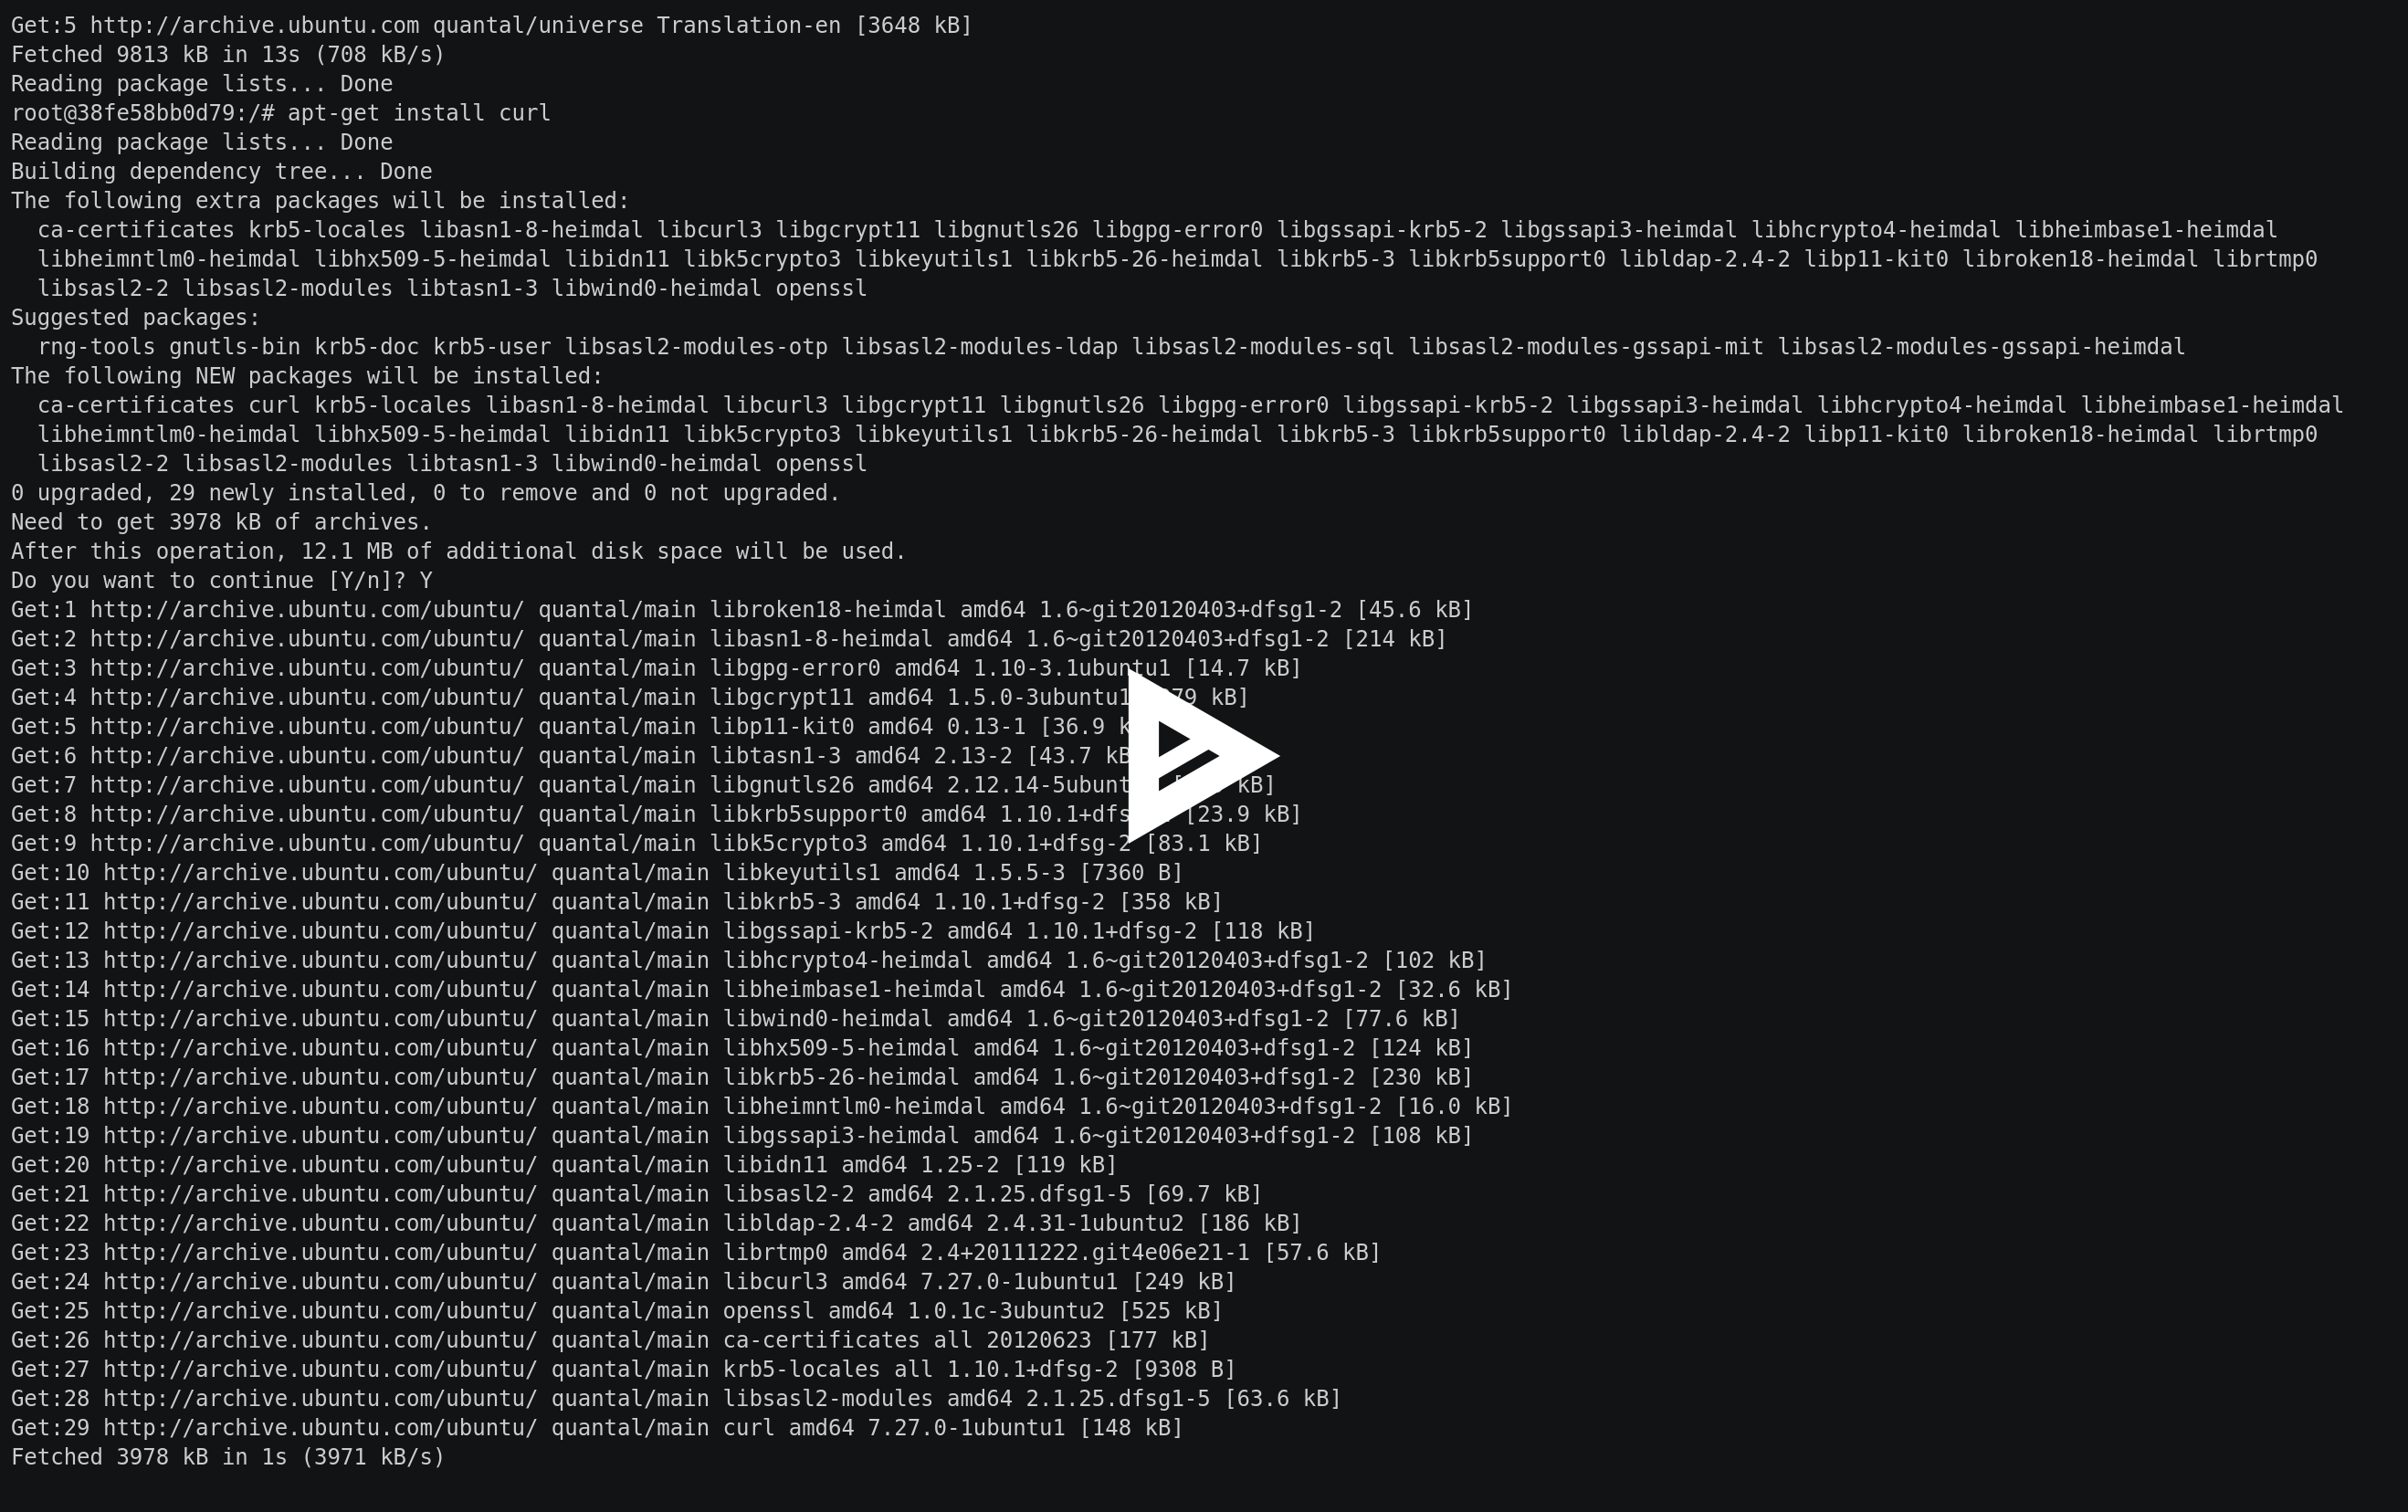 Get:5 http://archive.ubuntu.com quantal/universe Translation-en [3648 kB]
Fetched 9813 kB in 13s (708 kB/s)
Reading package lists... Done
root@38fe58bb0d79:/# apt-get install curl
Reading package lists... Done
Building dependency tree... Done
The following extra packages will be installed:
  ca-certificates krb5-locales libasn1-8-heimdal libcurl3 libgcrypt11 libgnutls26 libgpg-error0 libgssapi-krb5-2 libgssapi3-heimdal libhcrypto4-heimdal libheimbase1-heimdal
  libheimntlm0-heimdal libhx509-5-heimdal libidn11 libk5crypto3 libkeyutils1 libkrb5-26-heimdal libkrb5-3 libkrb5support0 libldap-2.4-2 libp11-kit0 libroken18-heimdal librtmp0
  libsasl2-2 libsasl2-modules libtasn1-3 libwind0-heimdal openssl
Suggested packages:
  rng-tools gnutls-bin krb5-doc krb5-user libsasl2-modules-otp libsasl2-modules-ldap libsasl2-modules-sql libsasl2-modules-gssapi-mit libsasl2-modules-gssapi-heimdal
The following NEW packages will be installed:
  ca-certificates curl krb5-locales libasn1-8-heimdal libcurl3 libgcrypt11 libgnutls26 libgpg-error0 libgssapi-krb5-2 libgssapi3-heimdal libhcrypto4-heimdal libheimbase1-heimdal
  libheimntlm0-heimdal libhx509-5-heimdal libidn11 libk5crypto3 libkeyutils1 libkrb5-26-heimdal libkrb5-3 libkrb5support0 libldap-2.4-2 libp11-kit0 libroken18-heimdal librtmp0
  libsasl2-2 libsasl2-modules libtasn1-3 libwind0-heimdal openssl
0 upgraded, 29 newly installed, 0 to remove and 0 not upgraded.
Need to get 3978 kB of archives.
After this operation, 12.1 MB of additional disk space will be used.
Do you want to continue [Y/n]? Y
Get:1 http://archive.ubuntu.com/ubuntu/ quantal/main libroken18-heimdal amd64 1.6~git20120403+dfsg1-2 [45.6 kB]
Get:2 http://archive.ubuntu.com/ubuntu/ quantal/main libasn1-8-heimdal amd64 1.6~git20120403+dfsg1-2 [214 kB]
Get:3 http://archive.ubuntu.com/ubuntu/ quantal/main libgpg-error0 amd64 1.10-3.1ubuntu1 [14.7 kB]
Get:4 http://archive.ubuntu.com/ubuntu/ quantal/main libgcrypt11 amd64 1.5.0-3ubuntu1 kB]
Get:5 http://archive.ubuntu.com/ubuntu/ quantal/main libp11-kit0 amd64 0.13-1 [36.9
Get:6 http://archive.ubuntu.com/ubuntu/ quantal/main libtasn1-3 amd64 2.13-2 [43.7 kB
Get:7 http://archive.ubuntu.com/ubuntu/ quantal/main libgnutls26 amd64 kB]
Get:8 http://archive.ubuntu.com/ubuntu/ quantal/main libkrb5support0 amd64 [23.9 kB]
Get:9 http://archive.ubuntu.com/ubuntu/ quantal/main libk5crypto3 amd64 1.10.1+dfsg-2 [83.1 kB]
Get:10 http://archive.ubuntu.com/ubuntu/ quantal/main libkeyutils1 amd64 1.5.5-3 [7360 B]
Get:11 http://archive.ubuntu.com/ubuntu/ quantal/main libkrb5-3 amd64 1.10.1+dfsg-2 [358 kB]
Get:12 http://archive.ubuntu.com/ubuntu/ quantal/main libgssapi-krb5-2 amd64 1.10.1+dfsg-2 [118 kB]
Get:13 http://archive.ubuntu.com/ubuntu/ quantal/main libhcrypto4-heimdal amd64 1.6~git20120403+dfsg1-2 [102 kB]
Get:14 http://archive.ubuntu.com/ubuntu/ quantal/main libheimbase1-heimdal amd64 1.6~git20120403+dfsg1-2 [32.6 kB]
Get:15 http://archive.ubuntu.com/ubuntu/ quantal/main libwind0-heimdal amd64 1.6~git20120403+dfsg1-2 [77.6 kB]
Get:16 http://archive.ubuntu.com/ubuntu/ quantal/main libhx509-5-heimdal amd64 1.6~git20120403+dfsg1-2 [124 kB]
Get:17 http://archive.ubuntu.com/ubuntu/ quantal/main libkrb5-26-heimdal amd64 1.6~git20120403+dfsg1-2 [230 kB]
Get:18 http://archive.ubuntu.com/ubuntu/ quantal/main libheimntlm0-heimdal amd64 1.6~git20120403+dfsg1-2 [16.0 kB]
Get:19 http://archive.ubuntu.com/ubuntu/ quantal/main libgssapi3-heimdal amd64 1.6~git20120403+dfsg1-2 [108 kB]
Get:20 http://archive.ubuntu.com/ubuntu/ quantal/main libidn11 amd64 1.25-2 [119 kB]
Get:21 http://archive.ubuntu.com/ubuntu/ quantal/main libsasl2-2 amd64 2.1.25.dfsg1-5 [69.7 kB]
Get:22 http://archive.ubuntu.com/ubuntu/ quantal/main libldap-2.4-2 amd64 2.4.31-1ubuntu2 [186 kB]
Get:23 http://archive.ubuntu.com/ubuntu/ quantal/main librtmp0 amd64 2.4+20111222.git4e06e21-1 [57.6 kB]
Get:24 http://archive.ubuntu.com/ubuntu/ quantal/main libcurl3 amd64 7.27.0-1ubuntu1 [249 kB]
Get:25 http://archive.ubuntu.com/ubuntu/ quantal/main openssl amd64 1.0.1c-3ubuntu2 [525 kB]
Get:26 http://archive.ubuntu.com/ubuntu/ quantal/main ca-certificates all 20120623 [177 kB]
Get:27 http://archive.ubuntu.com/ubuntu/ quantal/main krb5-locales all 1.10.1+dfsg-2 [9308 B]
Get:28 http://archive.ubuntu.com/ubuntu/ quantal/main libsasl2-modules amd64 2.1.25.dfsg1-5 [63.6 kB]
Get:29 http://archive.ubuntu.com/ubuntu/ quantal/main curl amd64 7.27.0-1ubuntu1 [148 kB]
Fetched 3978 kB in 1s (3971 kB/s)